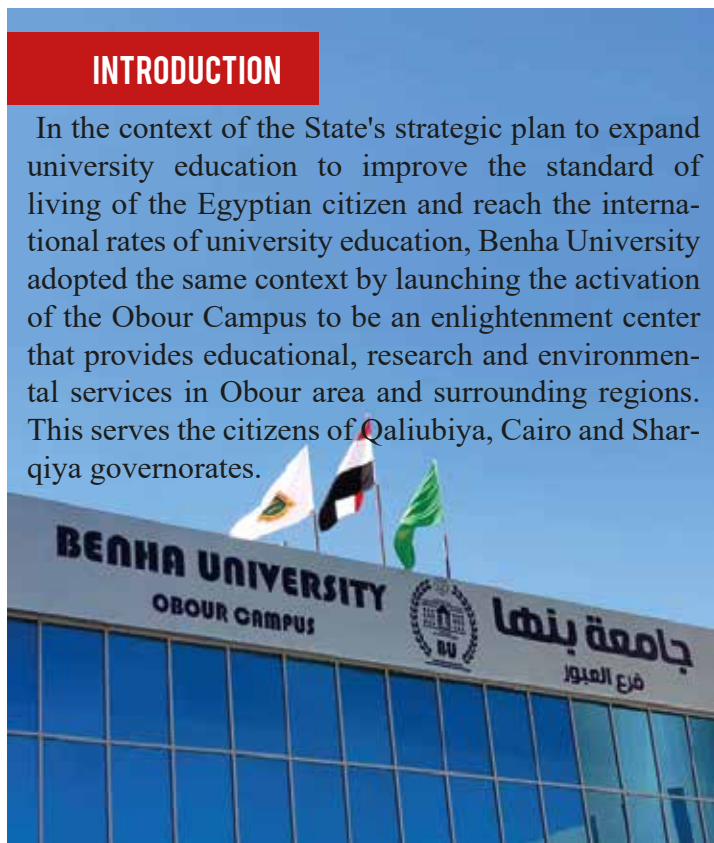 INTRODUCTION
In the context of the State's strategic plan to expand
university education to improve the standard of
living of the Egyptian citizen and reach the interna-
tional rates of university education, Benha University
adopted the same context by launching the activation
of the Obour Campus to be an enlightenment center
that provides educational, research and environmen-
tal services in Obour area and surrounding regions.
This serves the citizens of Qaliubiya, Cairo and Shar-
qiya governorates.
BENHA UNIVERSITY
OBOUR CAMPUS
BU
جامعة بنها
فرع العبور